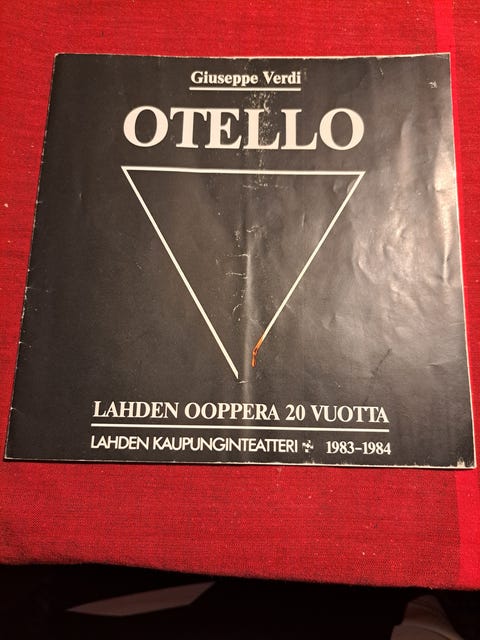 Giuseppe Verdi
OTELLO
LAHDEN OOPPERA 20 VUOTTA
LAHDEN KAUPUNGINTEATTERI 1983–1984